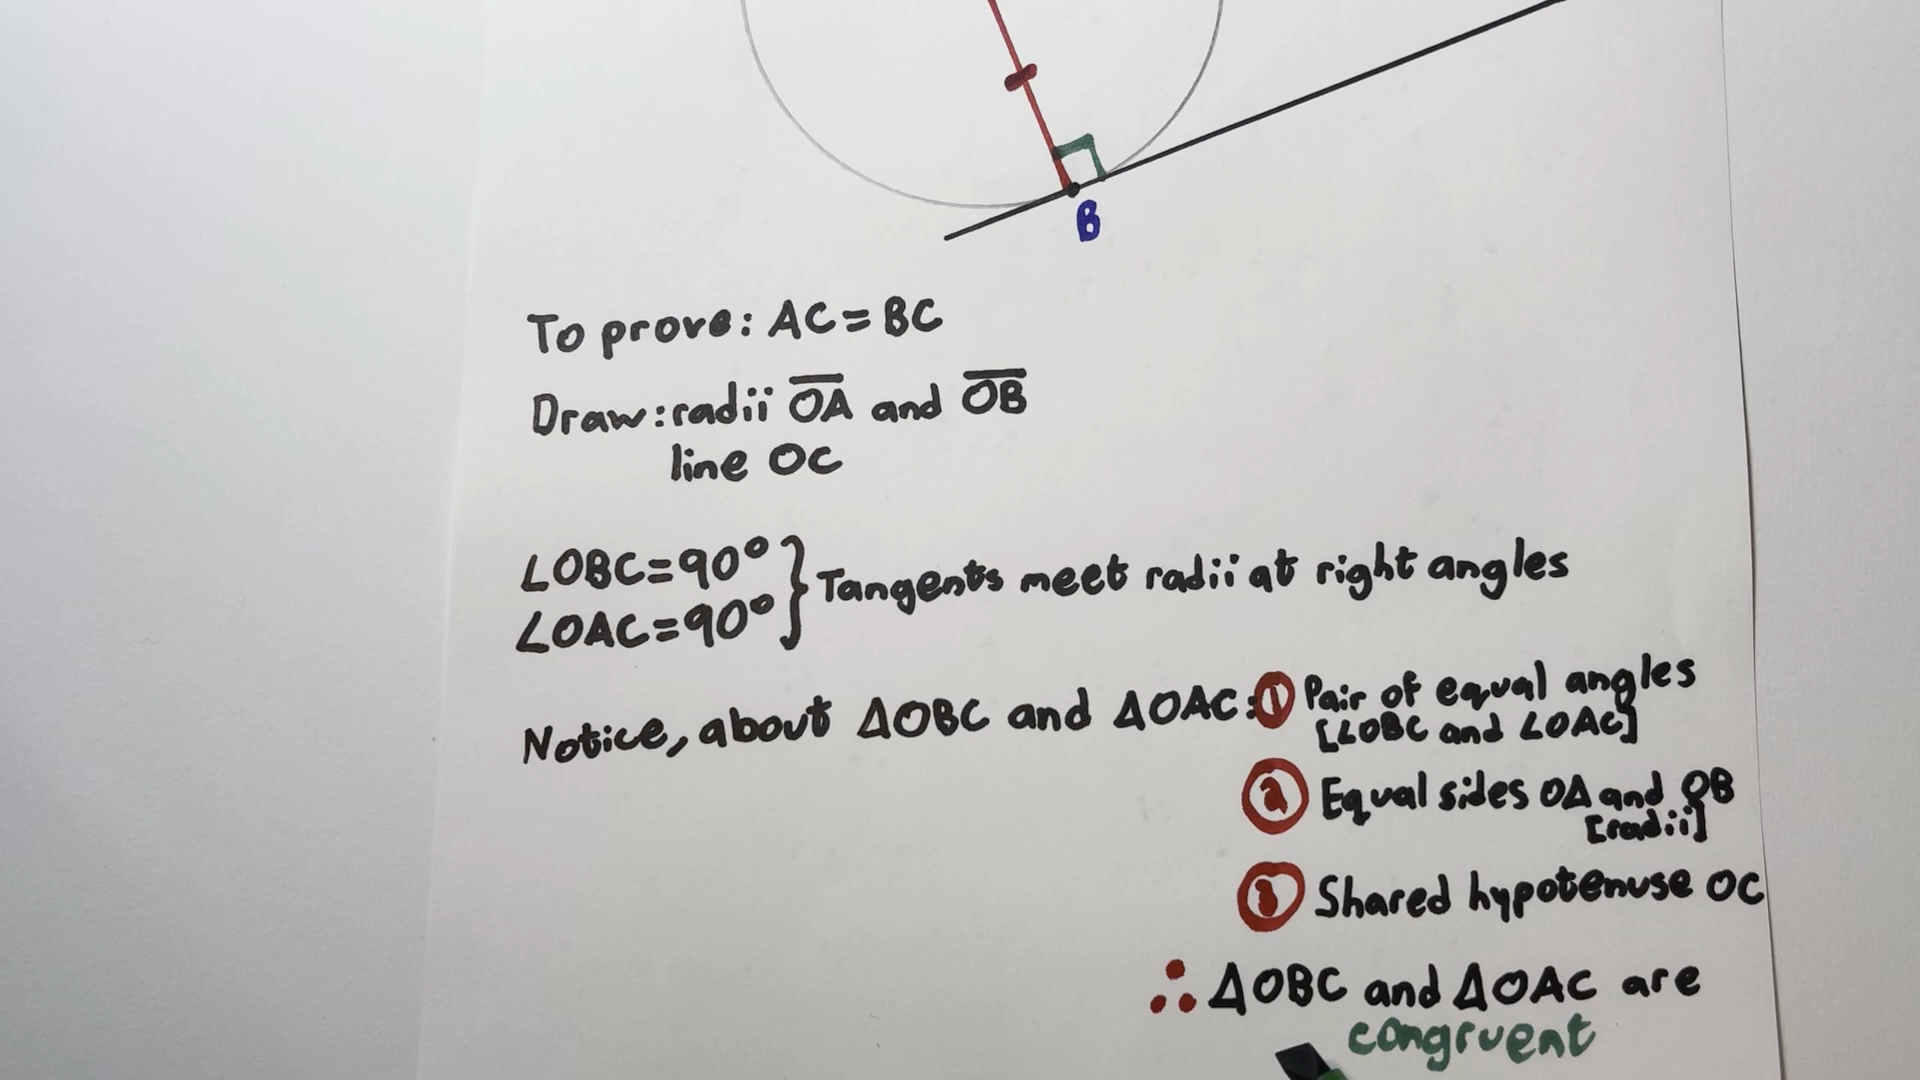 B
To prove: AC = BC
Draw: radii O̅A̅ and O̅B̅
line OC
∠OBC = 90° } Tangents meet radii at right angles
∠OAC = 90°
Notice, about ΔOBC and ΔOAC: ① Pair of equal angles
[∠OBC and ∠OAC]
② Equal sides OA and OB
[radii]
③ Shared hypotenuse OC
∴ ΔOBC and ΔOAC are
congruent